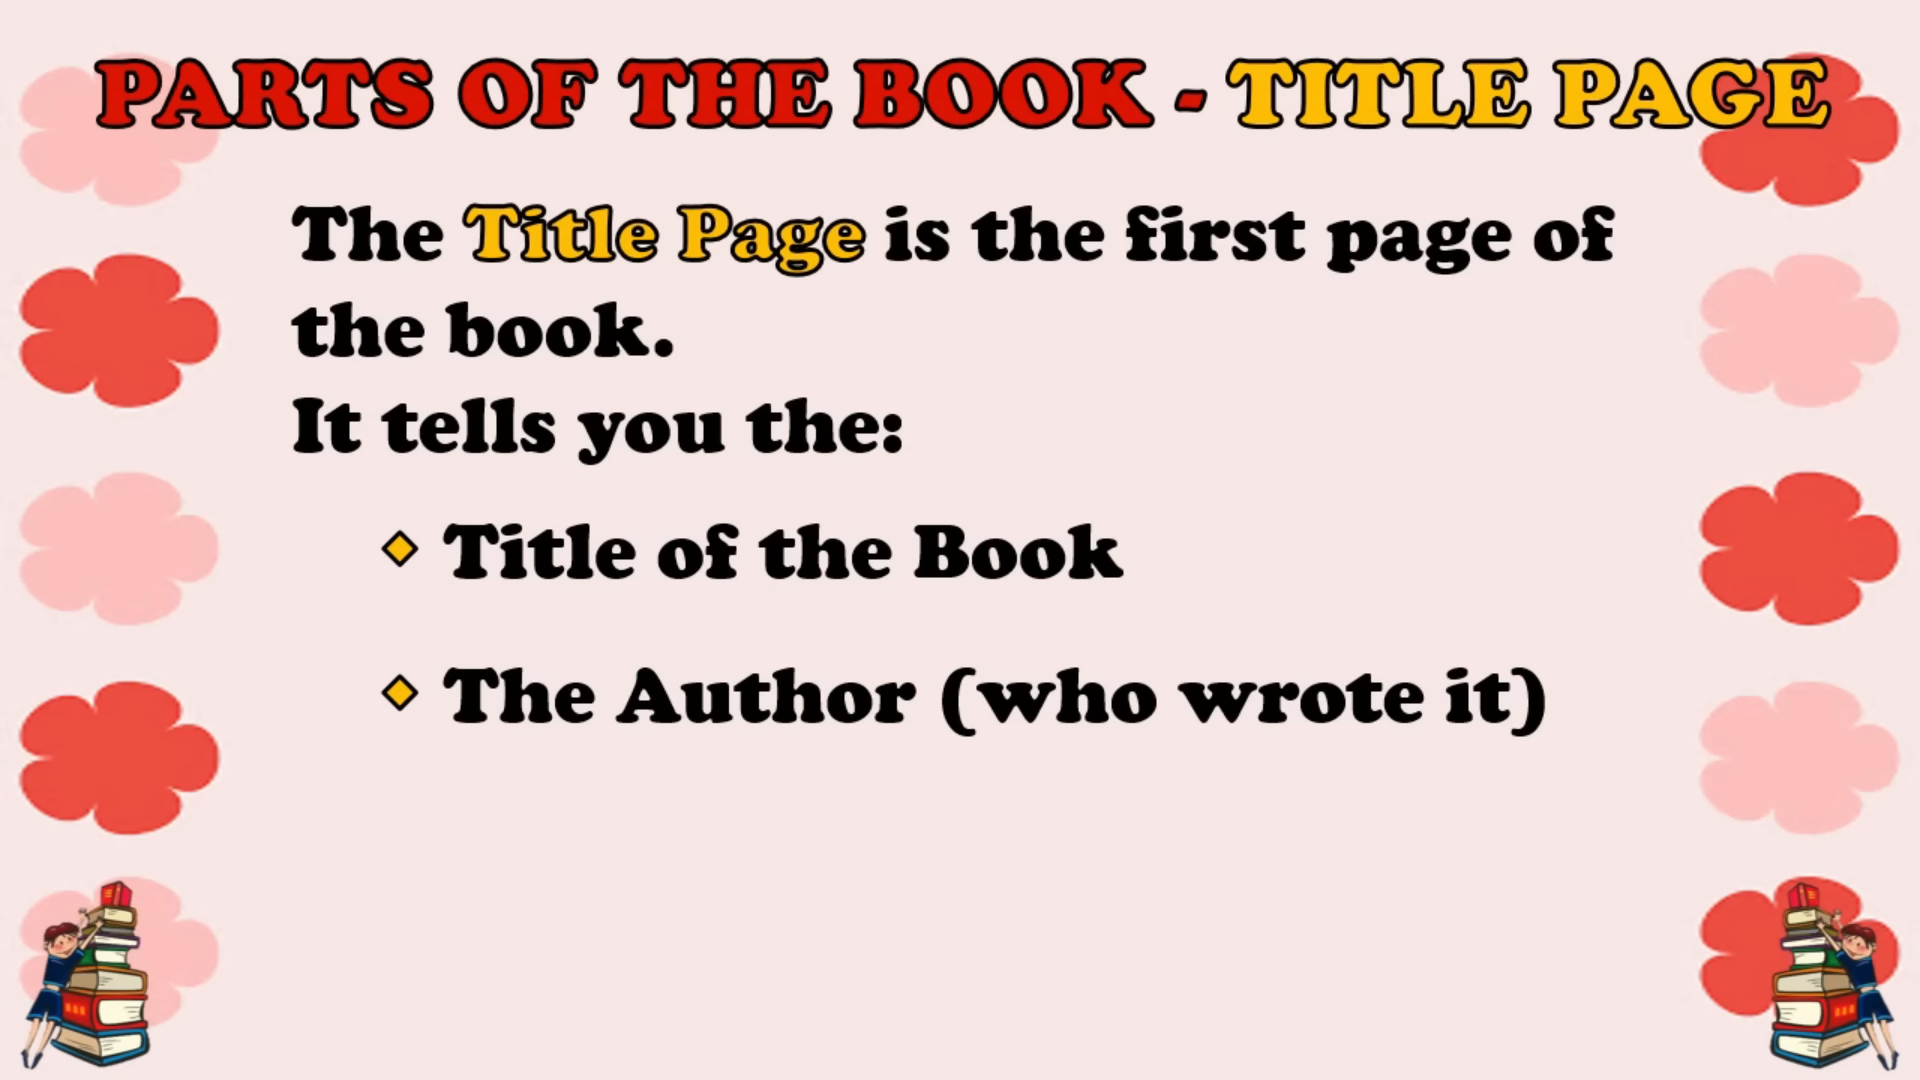 PARTS OF THE BOOK - TITLE PAGE
The Title Page is the first page of
the book.
It tells you the:
Title of the Book
The Author (who wrote it)